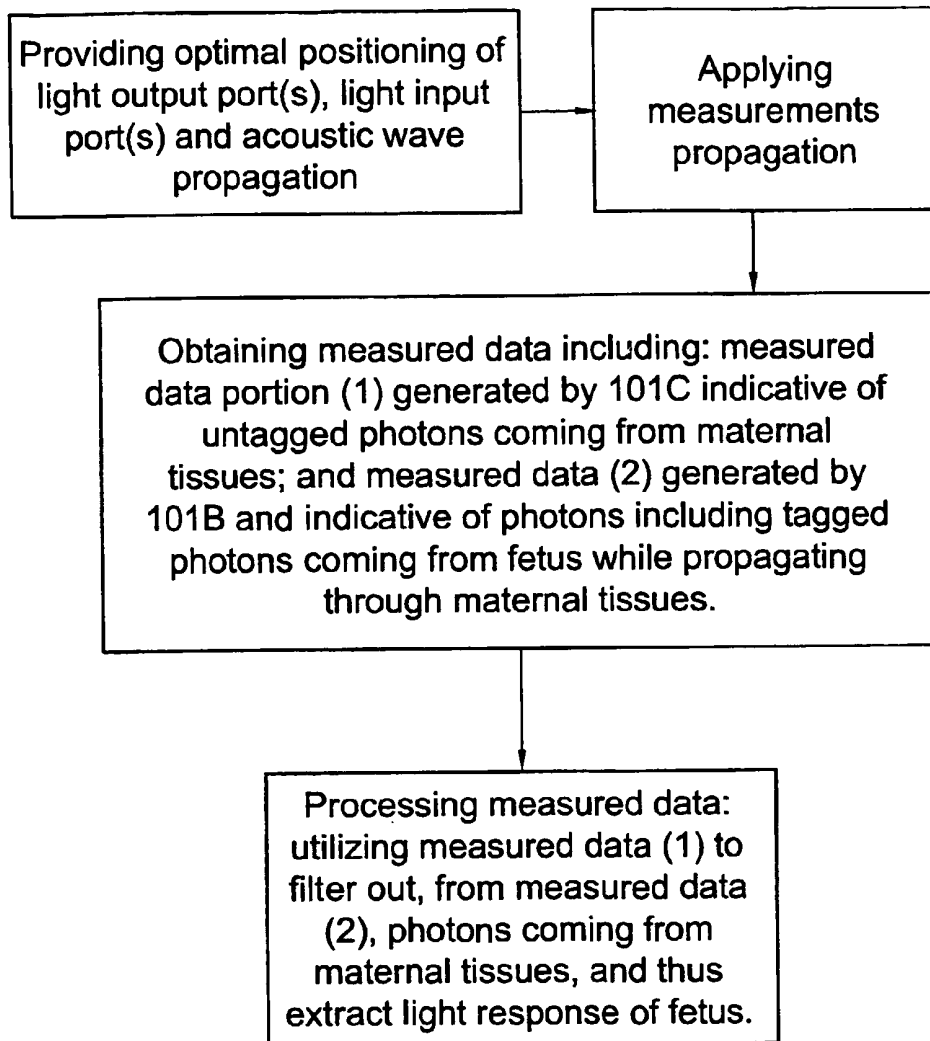 Providing optimal positioning of
light output port(s), light input
port(s) and acoustic wave
propagation
Applying
measurements
propagation
Obtaining measured data including: measured
data portion (1) generated by 101C indicative of
untagged photons coming from maternal
tissues; and measured data (2) generated by
101B and indicative of photons including tagged
photons coming from fetus while propagating
through maternal tissues.
Processing measured data:
utilizing measured data (1) to
filter out, from measured data
(2), photons coming from
maternal tissues, and thus
extract light response of fetus.